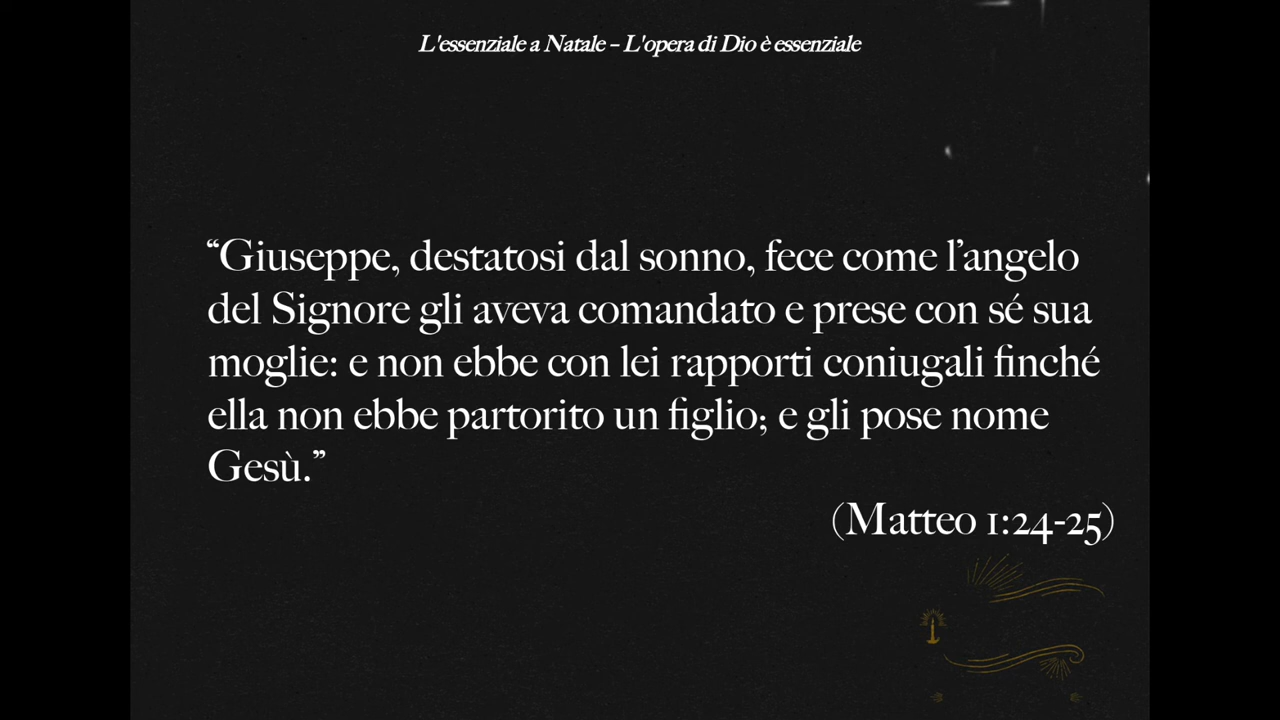 L'essenziale a Natale – L'opera di Dio è essenziale
“Giuseppe, destatosi dal sonno, fece come l’angelo
del Signore gli aveva comandato e prese con sé sua
moglie: e non ebbe con lei rapporti coniugali finché
ella non ebbe partorito un figlio; e gli pose nome
Gesù.”
(Matteo 1:24-25)